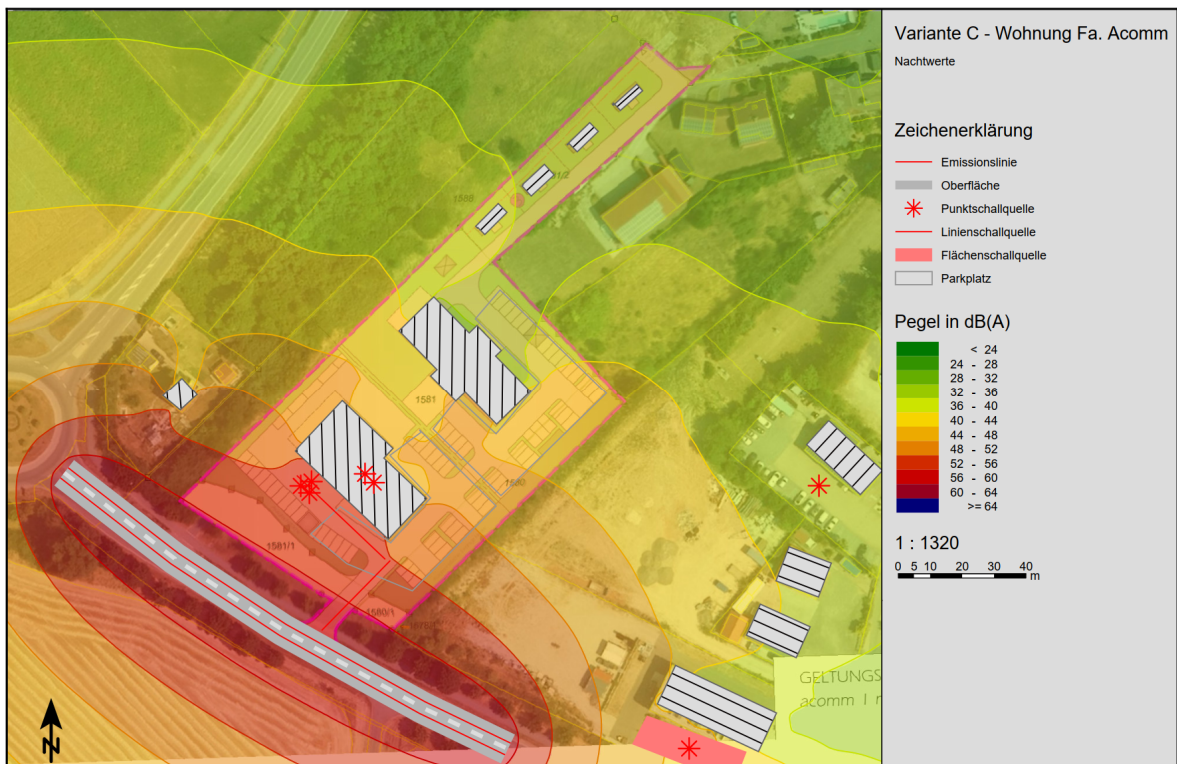 Variante C - Wohnung Fa. Acomm
Nachtwerte
Zeichenerklärung
Emissionslinie
Oberfläche
Punktschallquelle
Linienschallquelle
Flächenschallquelle
Parkplatz
Pegel in dB(A)
< 24
24 - 28
28 - 32
32 - 36
36 - 40
40 - 44
44 - 48
48 - 52
52 - 56
56 - 60
60 - 64
>= 64
1 : 1320
0 5 10 20 30 40
m
1581
1580
1581/1
1580/1
GELTUNGS
acomm I
N